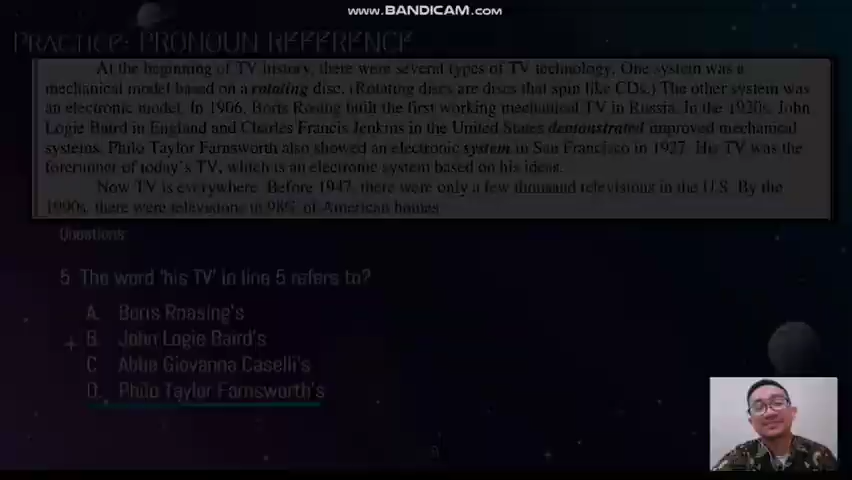 WWW.BANDICAM.COM
PRACTICE: PRONOUN REFERENCE
At the beginning of TV history, there were several types of TV technology. One system was a
mechanical model based on a rotating disc. (Rotating discs are discs that spin like CDs.) The other system was
an electronic model. In 1906, Boris Rosing built the first working mechanical TV in Russia. In the 1920s, John
Logie Baird in England and Charles Francis Jenkins in the United States demonstrated improved mechanical
systems. Philo Taylor Farnsworth also showed an electronic system in San Francisco in 1927. His TV was the
forerunner of today's TV, which is an electronic system based on his ideas.
Now TV is everywhere. Before 1947, there were only a few thousand televisions in the U.S. By the
1990s, there were televisions in 98% of American homes.
Questions:
5 The word 'his TV' in line 5 refers to?
A. Boris Roasing's
B. John Logie Baird's
C. Abbe Giovanna Caselli's
D. Philo Taylor Farnsworth's